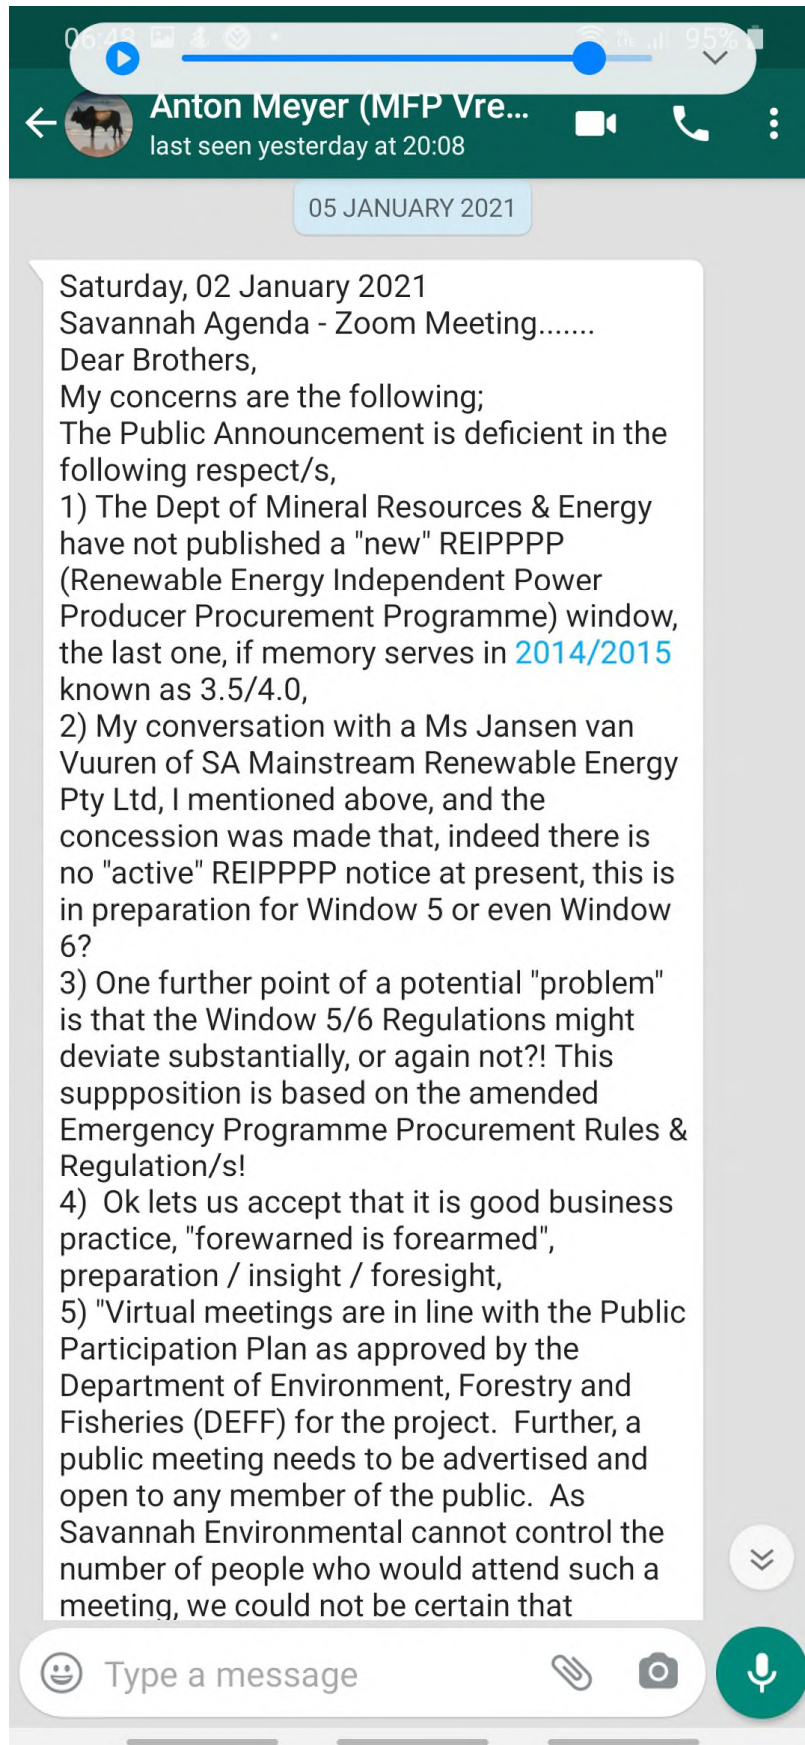 06:48 95%
Anton Meyer (MFP Vre...
last seen yesterday at 20:08
05 JANUARY 2021
Saturday, 02 January 2021
Savannah Agenda - Zoom Meeting.......
Dear Brothers,
My concerns are the following;
The Public Announcement is deficient in the
following respect/s,
1) The Dept of Mineral Resources & Energy
have not published a "new" REIPPPP
(Renewable Energy Independent Power
Producer Procurement Programme) window,
the last one, if memory serves in 2014/2015
known as 3.5/4.0,
2) My conversation with a Ms Jansen van
Vuuren of SA Mainstream Renewable Energy
Pty Ltd, I mentioned above, and the
concession was made that, indeed there is
no "active" REIPPPP notice at present, this is
in preparation for Window 5 or even Window
6?
3) One further point of a potential "problem"
is that the Window 5/6 Regulations might
deviate substantially, or again not?! This
suppposition is based on the amended
Emergency Programme Procurement Rules &
Regulation/s!
4)  Ok lets us accept that it is good business
practice, "forewarned is forearmed",
preparation / insight / foresight,
5) "Virtual meetings are in line with the Public
Participation Plan as approved by the
Department of Environment, Forestry and
Fisheries (DEFF) for the project.  Further, a
public meeting needs to be advertised and
open to any member of the public.  As
Savannah Environmental cannot control the
number of people who would attend such a
meeting, we could not be certain that
Type a message